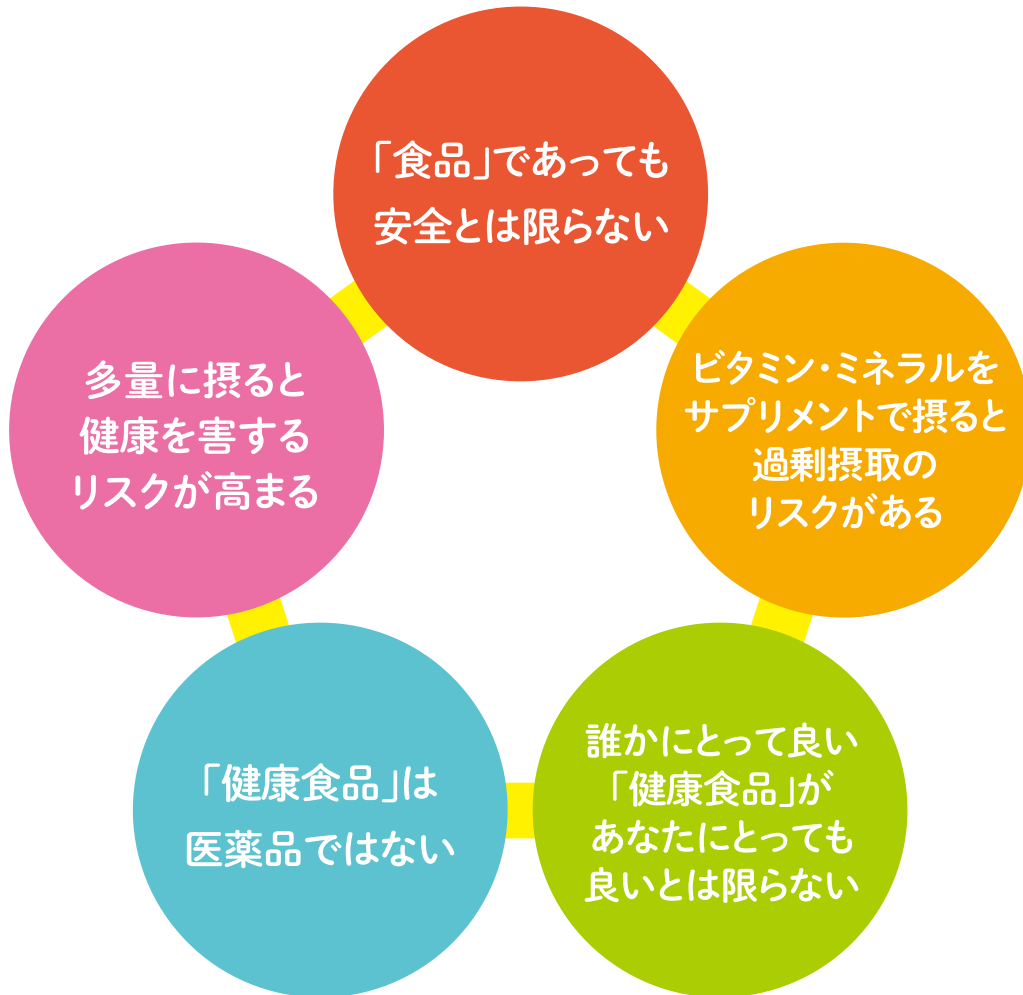 「食品」であっても
安全とは限らない
ビタミン・ミネラルを
サプリメントで摂ると
過剰摂取の
リスクがある
誰かにとって良い
「健康食品」が
あなたにとっても
良いとは限らない
「健康食品」は
医薬品ではない
多量に摂ると
健康を害する
リスクが高まる